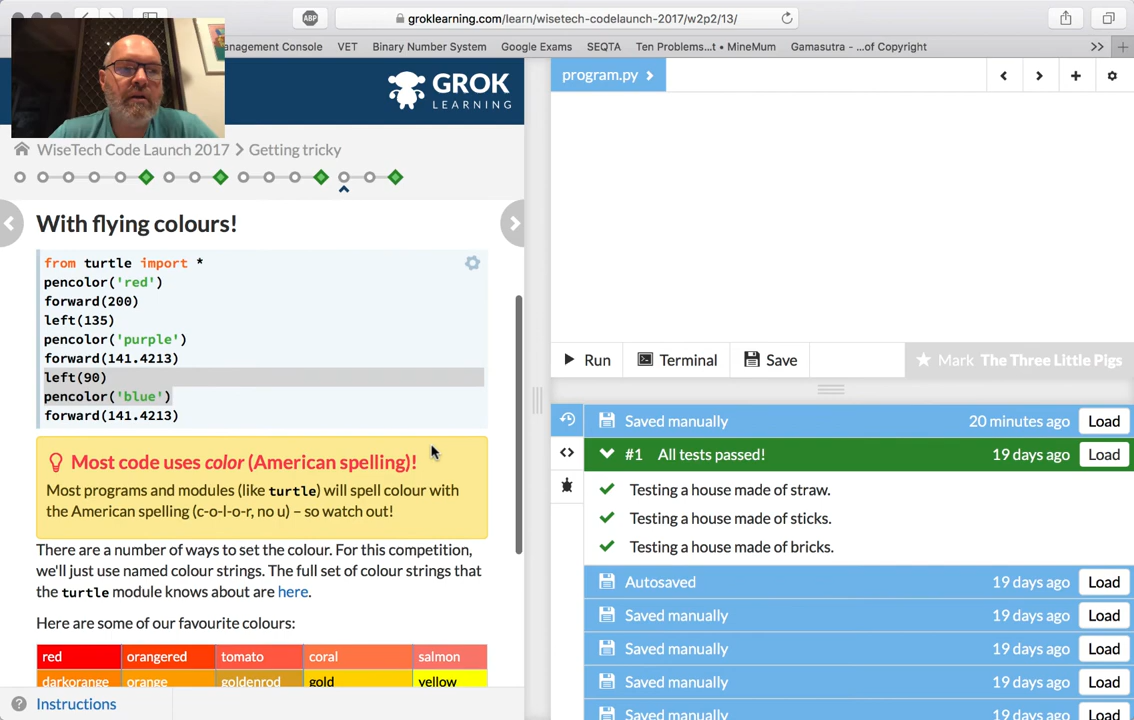 ABP
groklearning.com/learn/wisetech-codelaunch-2017/w2p2/13/
anagement Console
VET
Binary Number System
Google Exams
SEQTA
Ten Problems...t • MineMum
Gamasutra - ...of Copyright
GROK
LEARNING
WiseTech Code Launch 2017 > Getting tricky
With flying colours!
from turtle import *
pencolor('red')
forward(200)
left(135)
pencolor('purple')
forward(141.4213)
left(90)
pencolor('blue')
forward(141.4213)
Most code uses color (American spelling)!
Most programs and modules (like turtle) will spell colour with
the American spelling (c-o-l-o-r, no u) – so watch out!
There are a number of ways to set the colour. For this competition,
we'll just use named colour strings. The full set of colour strings that
the turtle module knows about are here.
Here are some of our favourite colours:
red orangered tomato coral salmon
darkorange orange goldenrod gold yellow
Instructions
program.py
Run
Terminal
Save
Mark The Three Little Pigs
Saved manually 20 minutes ago Load
#1 All tests passed! 19 days ago Load
Testing a house made of straw.
Testing a house made of sticks.
Testing a house made of bricks.
Autosaved 19 days ago Load
Saved manually 19 days ago Load
Saved manually 19 days ago Load
Saved manually 19 days ago Load
Saved manually 19 days ago Load